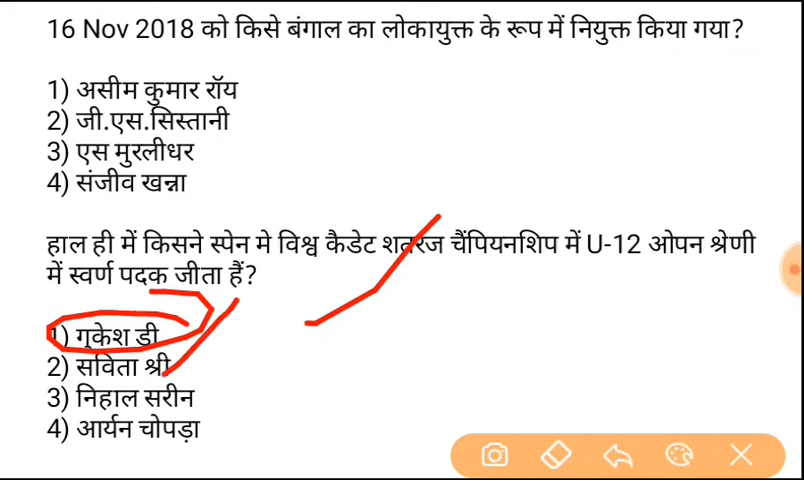 16 Nov 2018 को किसे बंगाल का लोकायुक्त के रूप में नियुक्त किया गया?
1) असीम कुमार रॉय
2) जी.एस.सिस्तानी
3) एस मुरलीधर
4) संजीव खन्ना
हाल ही में किसने स्पेन मे विश्व कैडेट शतरंज चैंपियनशिप में U-12 ओपन श्रेणी
में स्वर्ण पदक जीता हैं?
1) गुकेश डी
2) सविता श्री
3) निहाल सरीन
4) आर्यन चोपड़ा